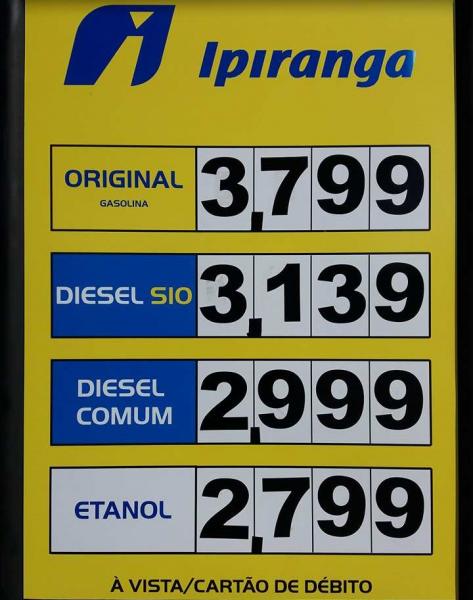 Ipiranga
ORIGINAL 3,799
GASOLINA
DIESEL S10 3,139
DIESEL COMUM 2,999
ETANOL 2,799
À VISTA/CARTÃO DE DÉBITO